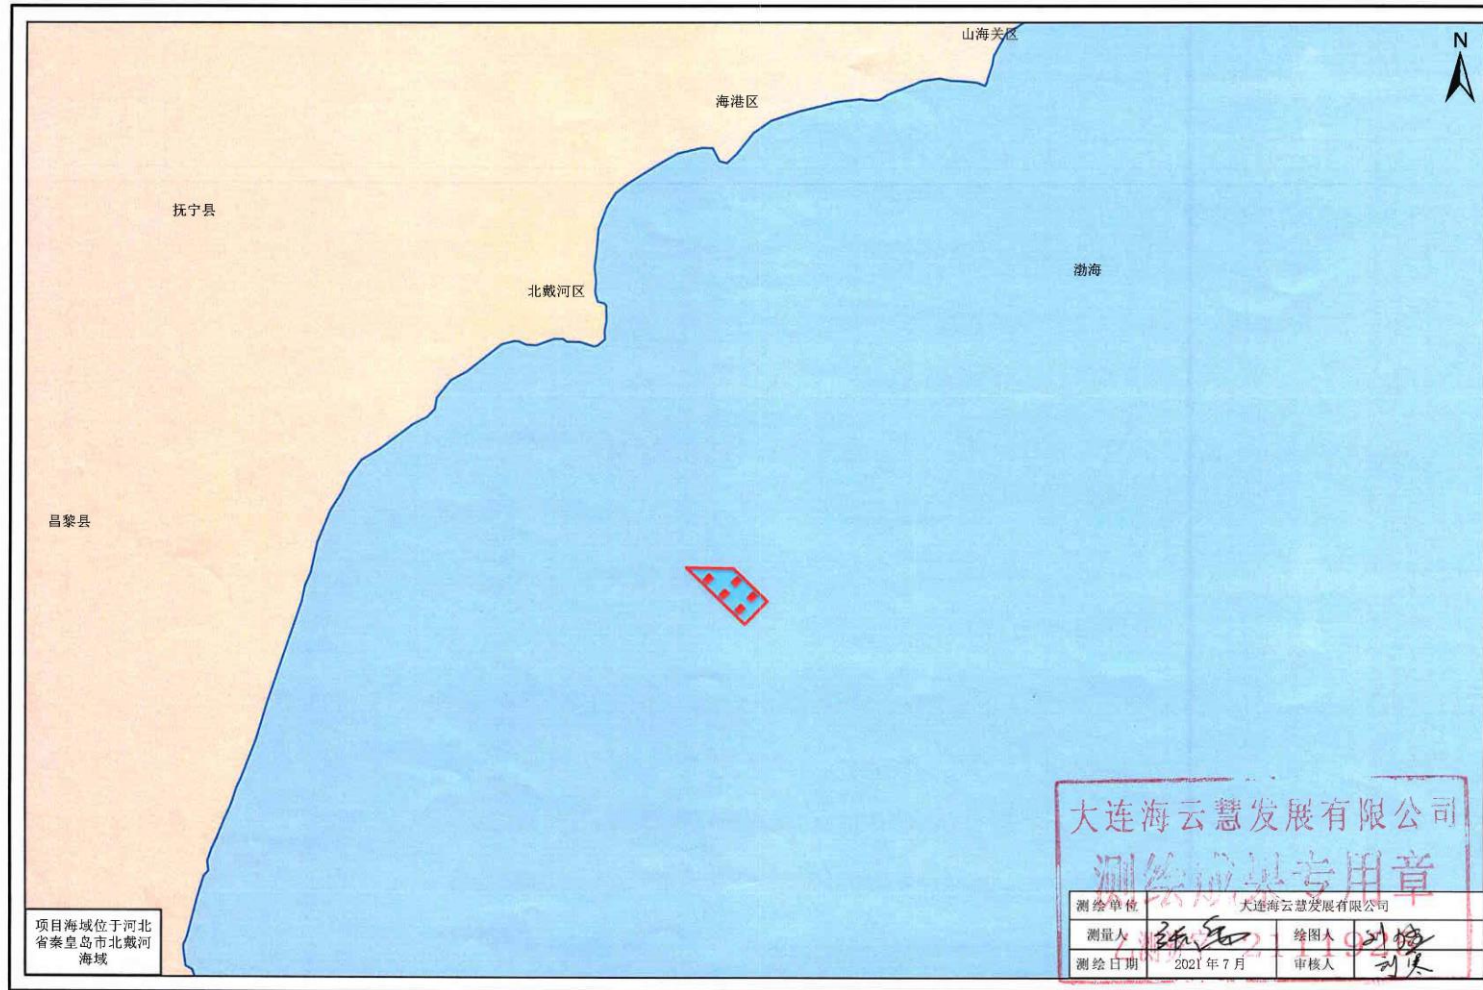 山海关区
N
海港区
抚宁县
渤海
北戴河区
昌黎县
项目海域位于河北
省秦皇岛市北戴河
海域
大连海云慧发展有限公司
测绘成果专用章
测绘单位 大连海云慧发展有限公司
测量人 绘图人
测绘日期 2021年7月 审核人